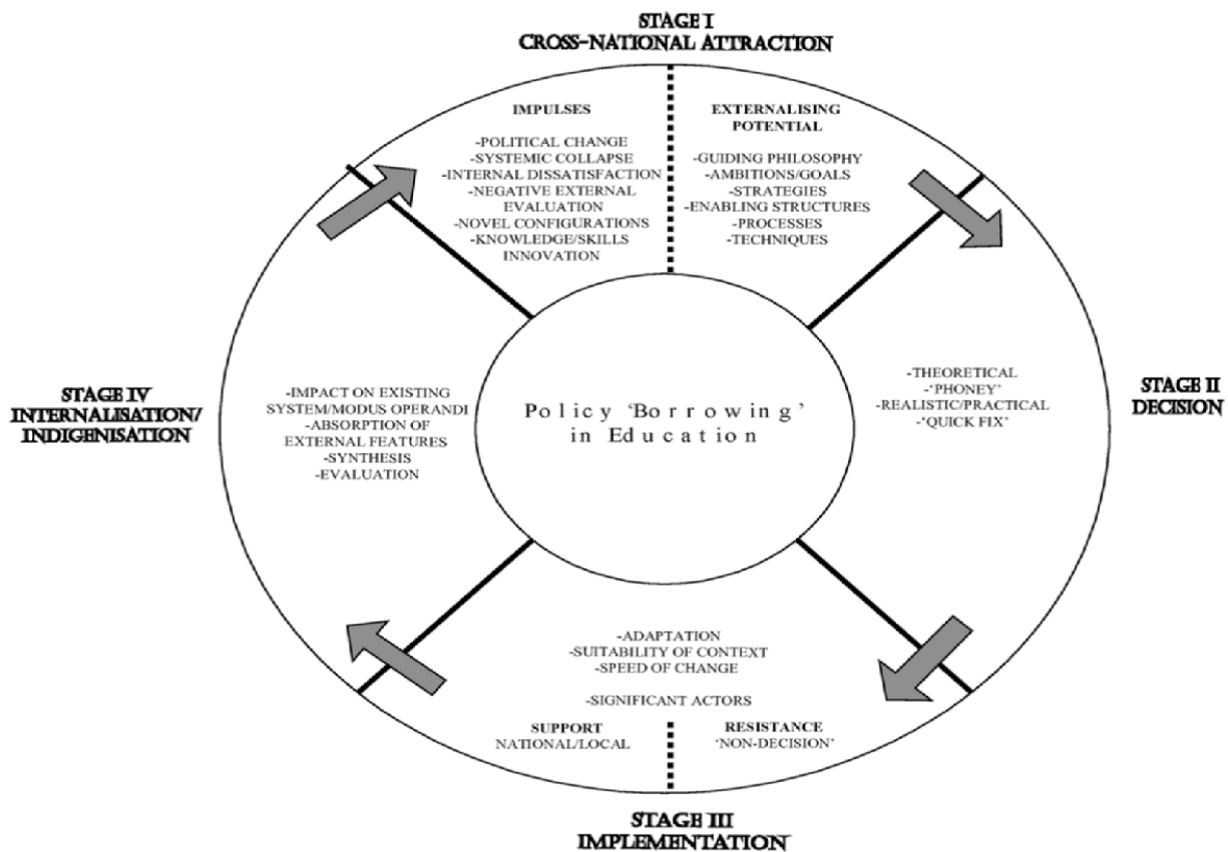 STAGE I
CROSS-NATIONAL ATTRACTION
IMPULSES
-POLITICAL CHANGE
-SYSTEMIC COLLAPSE
-INTERNAL DISSATISFACTION
-NEGATIVE EXTERNAL
EVALUATION
-NOVEL CONFIGURATIONS
-KNOWLEDGE/SKILLS
INNOVATION
EXTERNALISING
POTENTIAL
-GUIDING PHILOSOPHY
-AMBITIONS/GOALS
-STRATEGIES
-ENABLING STRUCTURES
-PROCESSES
-TECHNIQUES
STAGE IV
INTERNALISATION/
INDIGENISATION
-IMPACT ON EXISTING
SYSTEM/MODUS OPERANDI
-ABSORPTION OF
EXTERNAL FEATURES
-SYNTHESIS
-EVALUATION
Policy 'Borrowing'
in Education
-THEORETICAL
-'PHONEY'
-REALISTIC/PRACTICAL
-'QUICK FIX'
STAGE II
DECISION
-ADAPTATION
-SUITABILITY OF CONTEXT
-SPEED OF CHANGE
-SIGNIFICANT ACTORS
SUPPORT
NATIONAL/LOCAL
RESISTANCE
'NON-DECISION'
STAGE III
IMPLEMENTATION